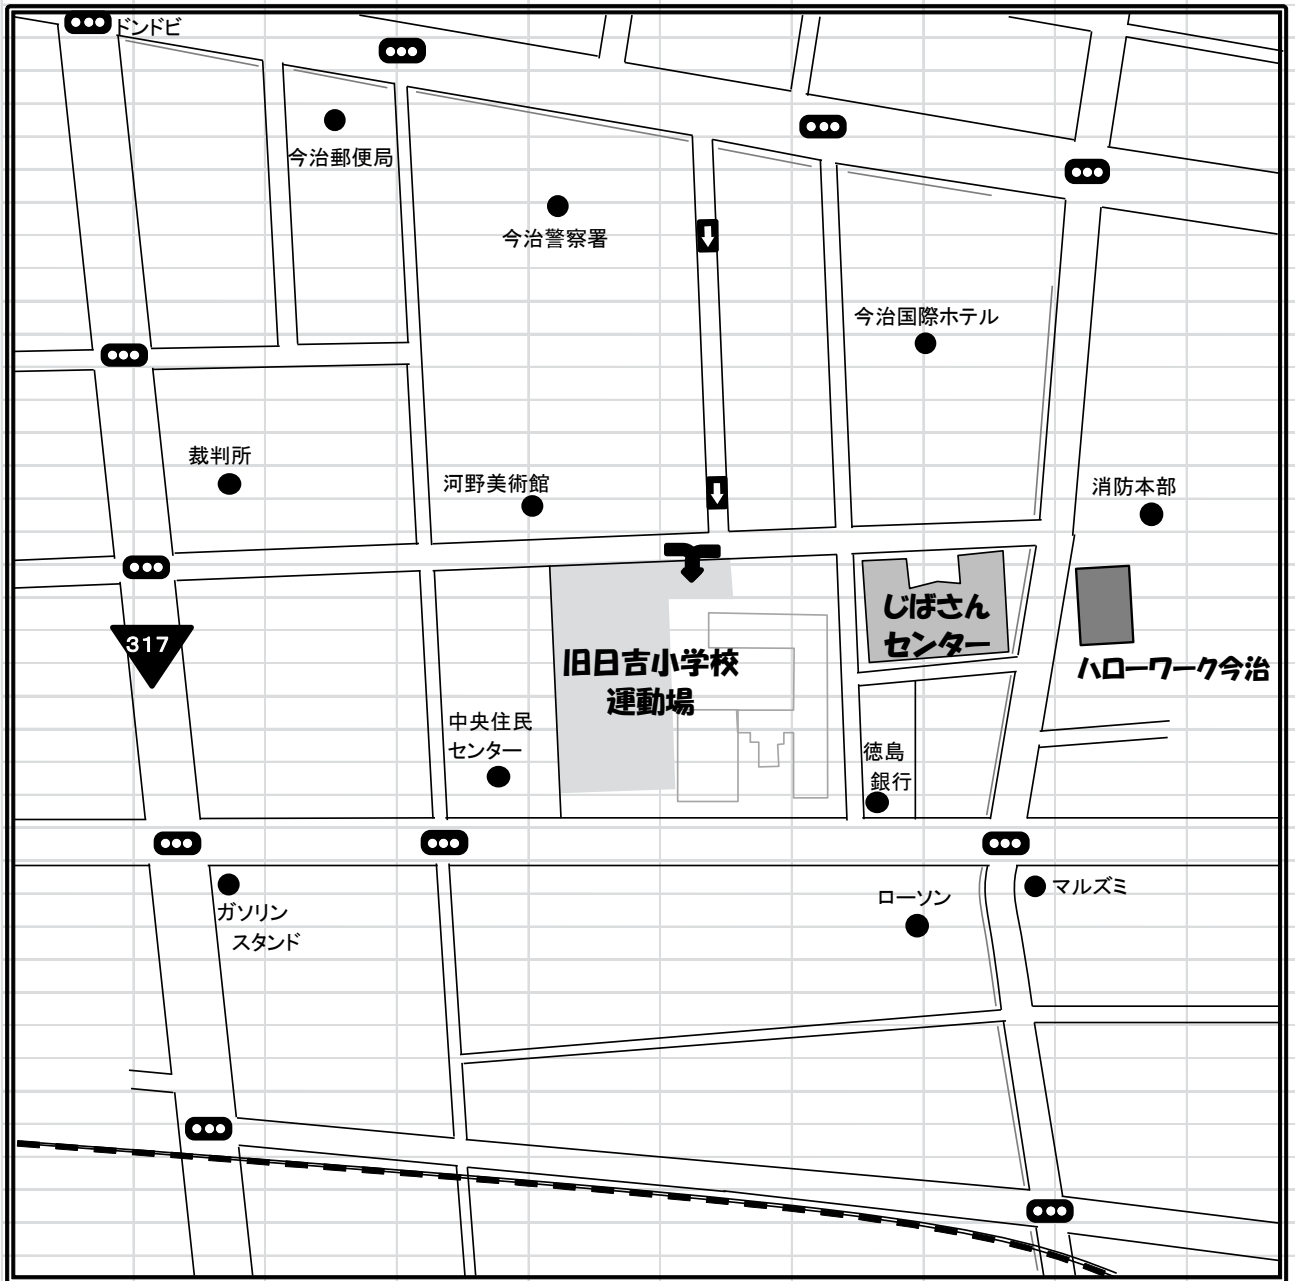 ドンドビ
今治郵便局
今治警察署
今治国際ホテル
裁判所
河野美術館
消防本部
じばさん
センター
317
旧日吉小学校
運動場
ハローワーク今治
中央住民
センター
徳島
銀行
ガソリン
スタンド
ローソン
マルズミ